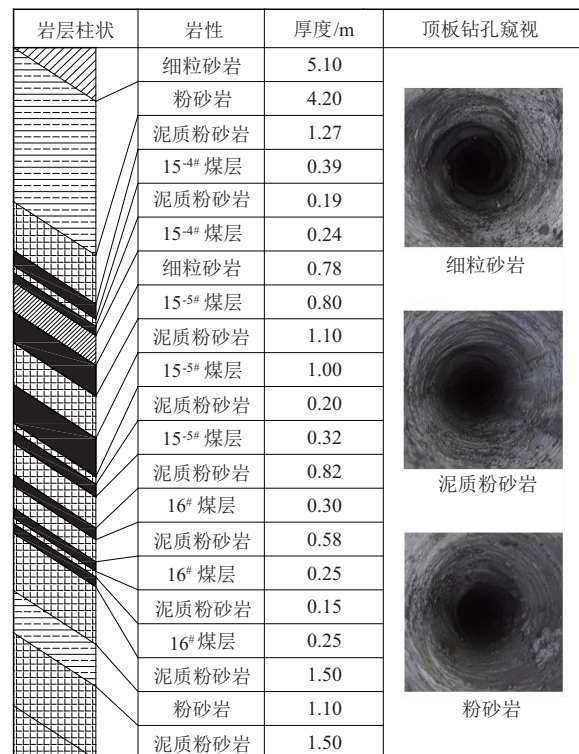 岩层柱状 岩性 厚度/m 顶板钻孔窥视
细粒砂岩 5.10
粉砂岩 4.20
泥质粉砂岩 1.27
15-4# 煤层 0.39
泥质粉砂岩 0.19
15-4# 煤层 0.24
细粒砂岩 0.78
15-5# 煤层 0.80
泥质粉砂岩 1.10
15-5# 煤层 1.00
泥质粉砂岩 0.20
15-5# 煤层 0.32
泥质粉砂岩 0.82
16# 煤层 0.30
泥质粉砂岩 0.58
16# 煤层 0.25
泥质粉砂岩 0.15
16# 煤层 0.25
泥质粉砂岩 1.50
粉砂岩 1.10
泥质粉砂岩 1.50
细粒砂岩
泥质粉砂岩
粉砂岩